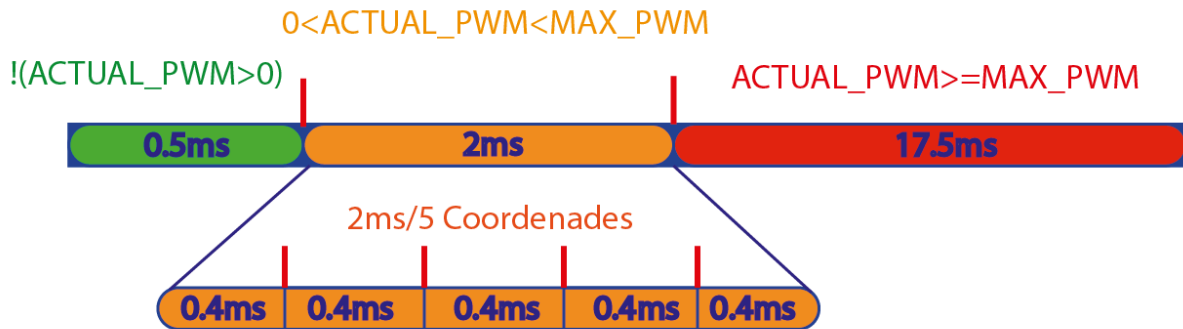 0<ACTUAL_PWM<MAX_PWM
!(ACTUAL_PWM>0)
ACTUAL_PWM>=MAX_PWM
0.5ms
2ms
17.5ms
2ms/5 Coordenades
0.4ms
0.4ms
0.4ms
0.4ms
0.4ms